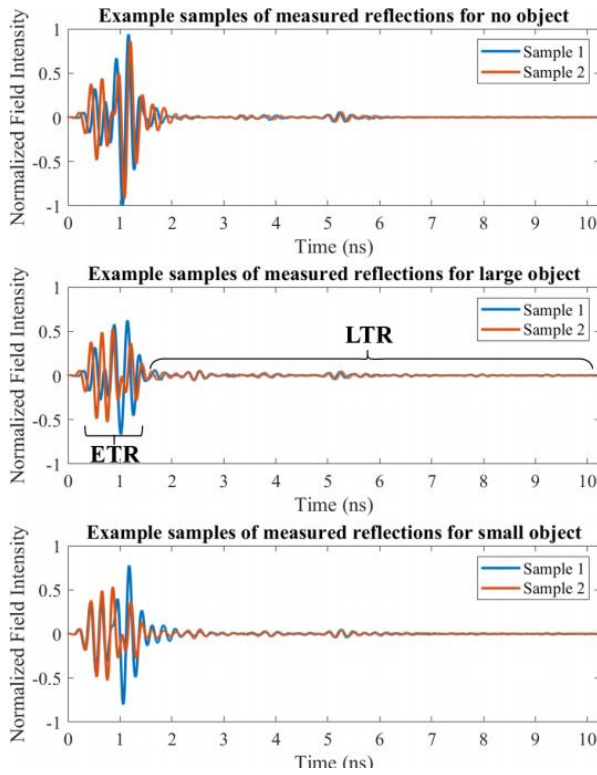 Example samples of measured reflections for no object
Normalized Field Intensity
1
0.5
0
-0.5
-1
Sample 1
Sample 2
0 1 2 3 4 5 6 7 8 9 10
Time (ns)
Example samples of measured reflections for large object
Normalized Field Intensity
1
0.5
0
-0.5
-1
Sample 1
Sample 2
LTR
ETR
0 1 2 3 4 5 6 7 8 9 10
Time (ns)
Example samples of measured reflections for small object
Normalized Field Intensity
1
0.5
0
-0.5
-1
Sample 1
Sample 2
0 1 2 3 4 5 6 7 8 9 10
Time (ns)